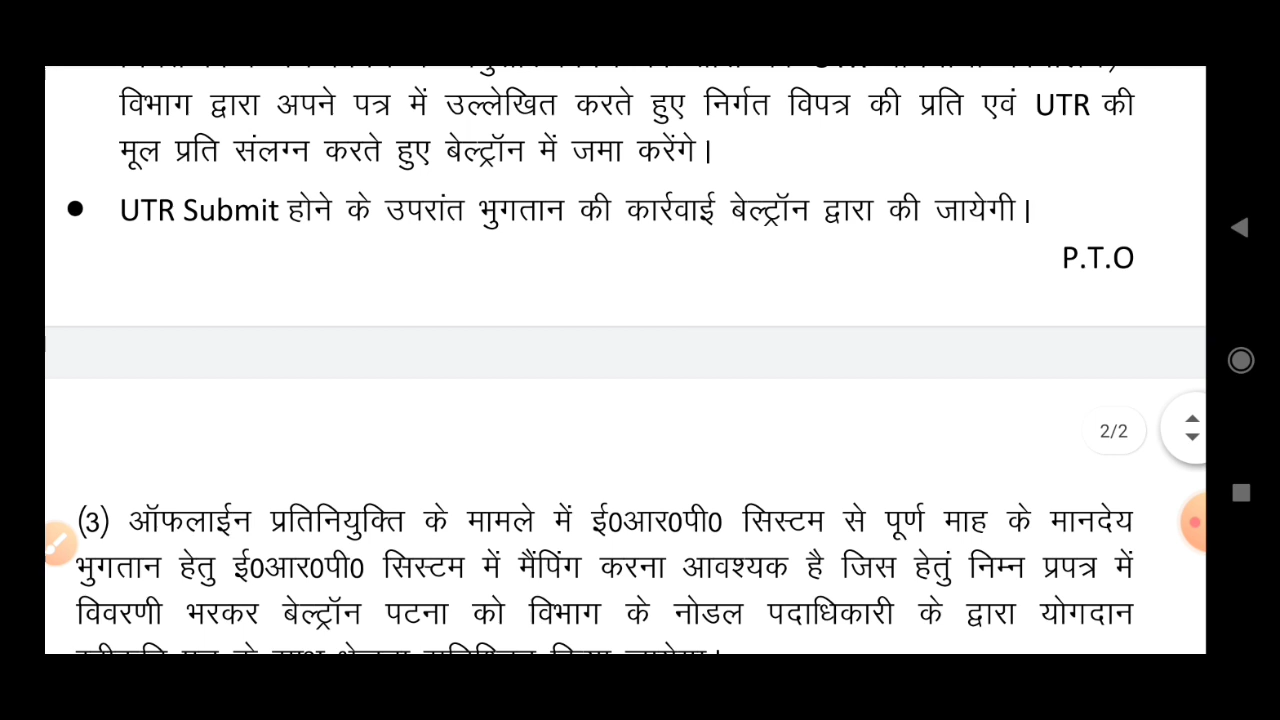 विभाग द्वारा अपने पत्र में उल्लेखित करते हुए निर्गत विपत्र की प्रति एवं UTR की
मूल प्रति संलग्न करते हुए बेल्ट्रॉन में जमा करेंगे।
● UTR Submit होने के उपरांत भुगतान की कार्रवाई बेल्ट्रॉन द्वारा की जायेगी।
P.T.O
2/2
(3) ऑफलाईन प्रतिनियुक्ति के मामले में ई0आर0पी0 सिस्टम से पूर्ण माह के मानदेय
भुगतान हेतु ई0आर0पी0 सिस्टम में मैंपिंग करना आवश्यक है जिस हेतुं निम्न प्रपत्र में
विवरणी भरकर बेल्ट्रॉन पटना को विभाग के नोडल पदाधिकारी के द्वारा योगदान